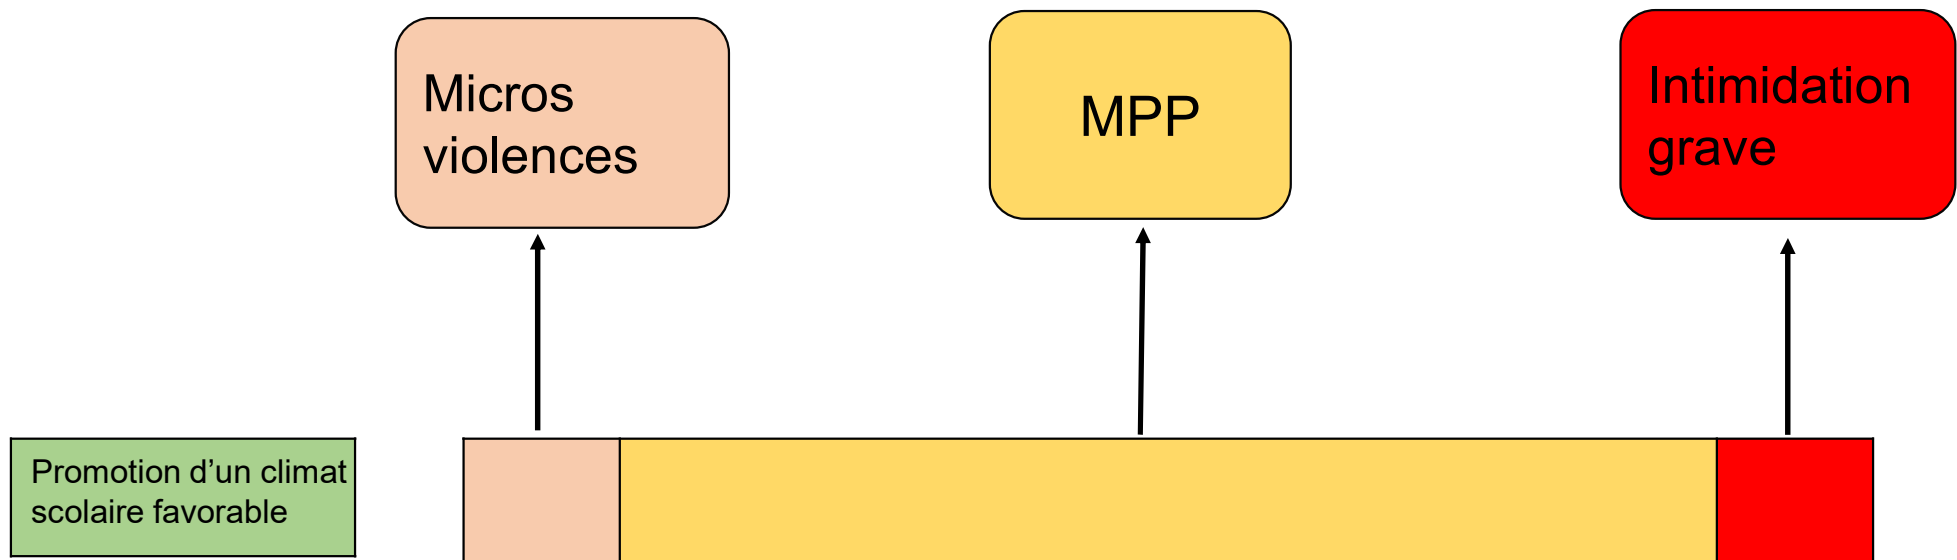 Micros
violences
MPP
Intimidation
grave
Promotion d’un climat
scolaire favorable